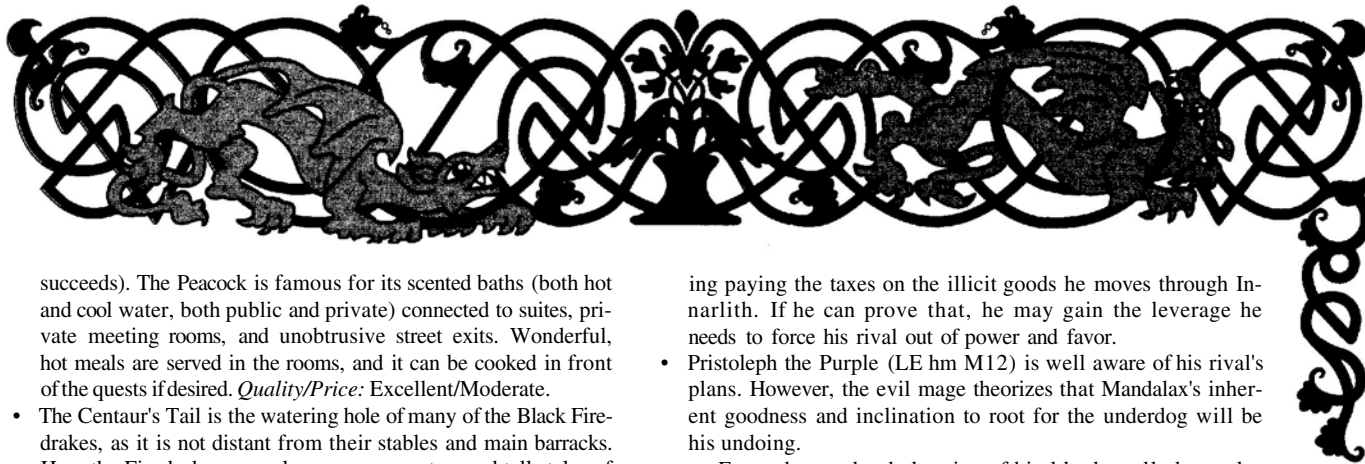 succeeds). The Peacock is famous for its scented baths (both hot
and cool water, both public and private) connected to suites, pri-
vate meeting rooms, and unobtrusive street exits. Wonderful,
hot meals are served in the rooms, and it can be cooked in front
of the quests if desired. Quality/Price: Excellent/Moderate.
• The Centaur's Tail is the watering hole of many of the Black Fire-
drakes, as it is not distant from their stables and main barracks.
ing paying the taxes on the illicit goods he moves through In-
narlith. If he can prove that, he may gain the leverage he
needs to force his rival out of power and favor.
• Pristoleph the Purple (LE hm M12) is well aware of his rival's
plans. However, the evil mage theorizes that Mandalax's inher-
ent goodness and inclination to root for the underdog will be
his undoing.